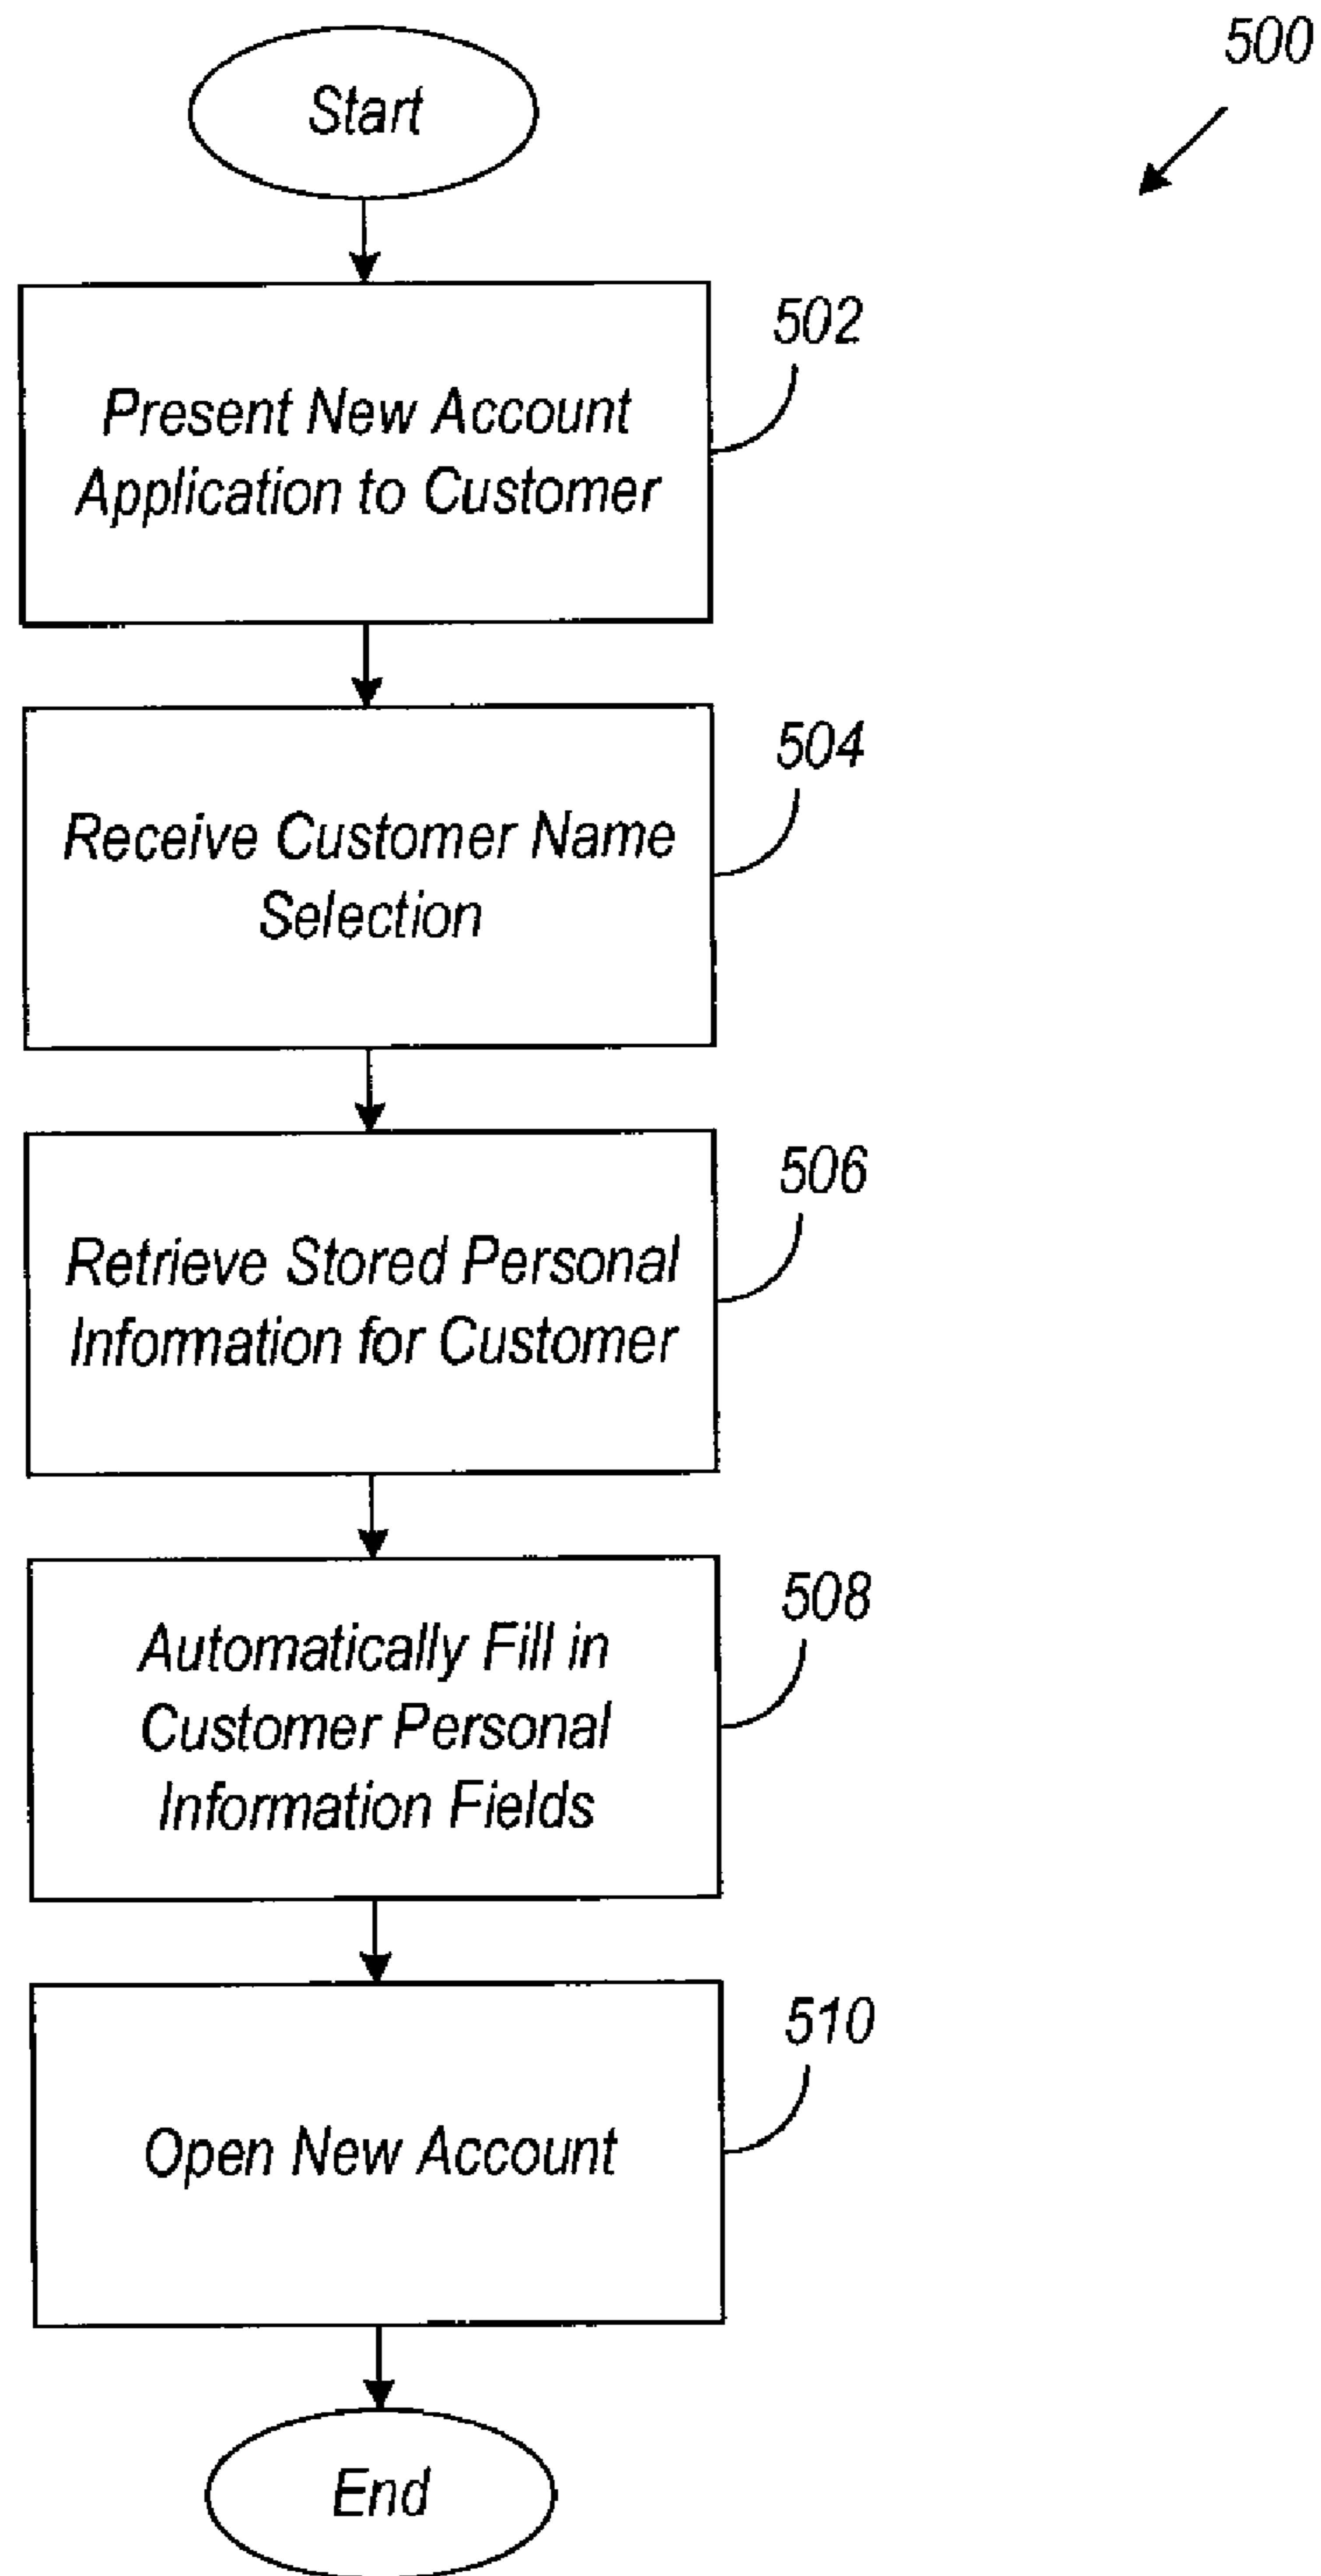 500
Start
502
Present New Account
Application to Customer
504
Receive Customer Name
Selection
506
Retrieve Stored Personal
Information for Customer
508
Automatically Fill in
Customer Personal
Information Fields
510
Open New Account
End